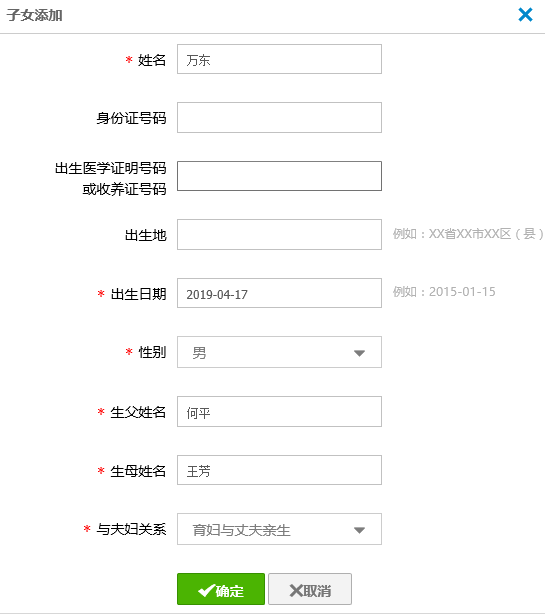 子女添加
* 姓名 万东
身份证号码
出生医学证明号码
或收养证号码
出生地 例如：XX省XX市XX区（县）
* 出生日期 2019-04-17 例如：2015-01-15
* 性别 男
* 生父姓名 何平
* 生母姓名 王芳
* 与夫妇关系 育妇与丈夫亲生
确定 取消